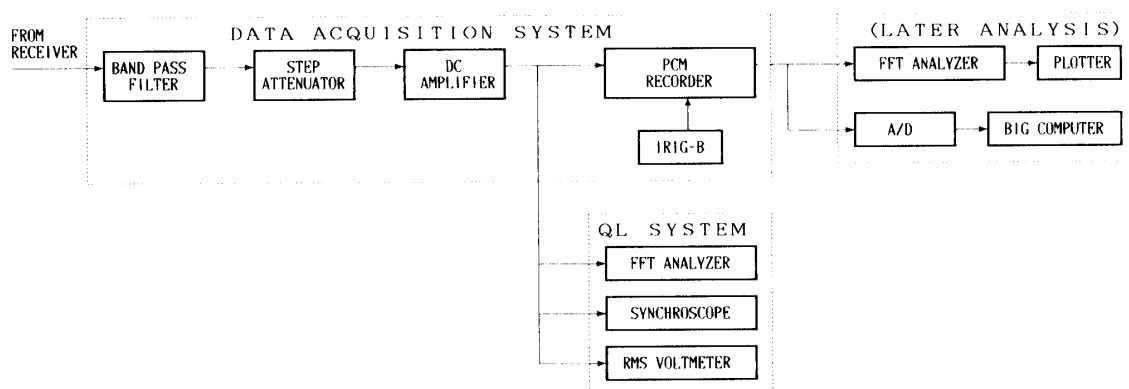 FROM
RECEIVER
DATA ACQUISITION SYSTEM
BAND PASS
FILTER
STEP
ATTENUATOR
DC
AMPLIFIER
PCM
RECORDER
IRIG-B
(LATER ANALYSIS)
FFT ANALYZER
PLOTTER
A/D
BIG COMPUTER
QL SYSTEM
FFT ANALYZER
SYNCHROSCOPE
RMS VOLTMETER